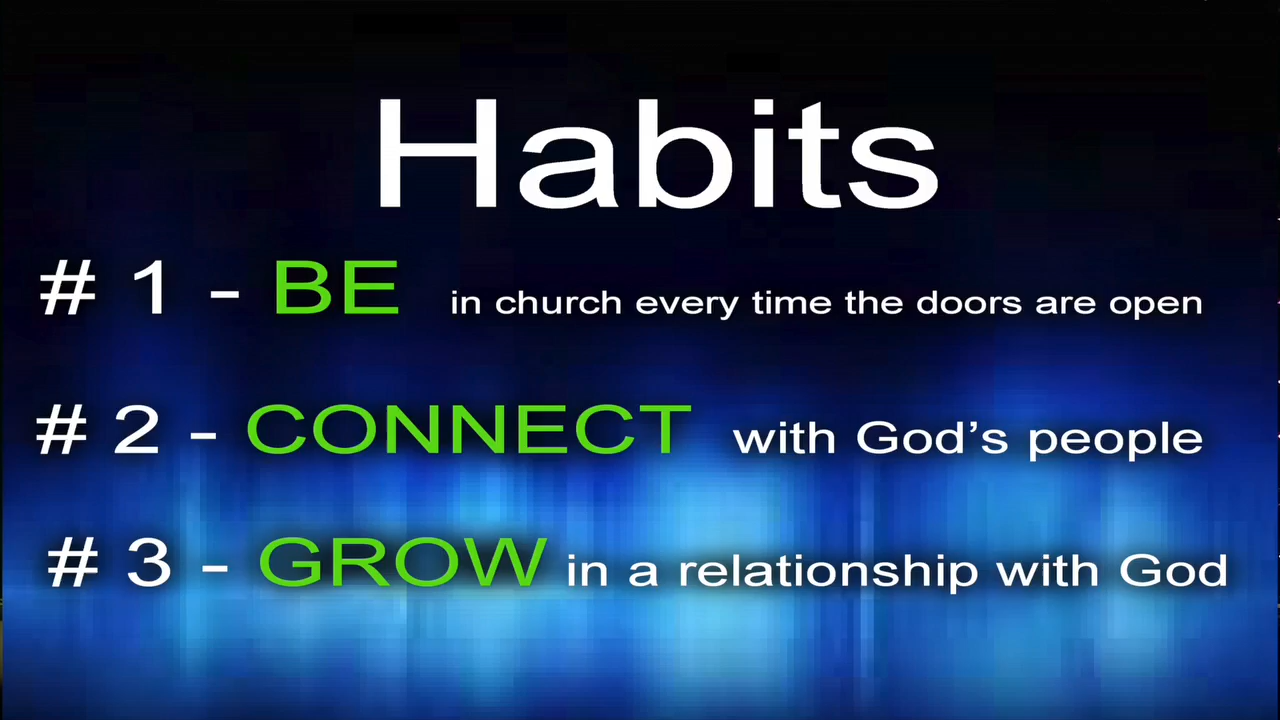 Habits
# 1 - BE in church every time the doors are open
# 2 - CONNECT with God’s people
# 3 - GROW in a relationship with God